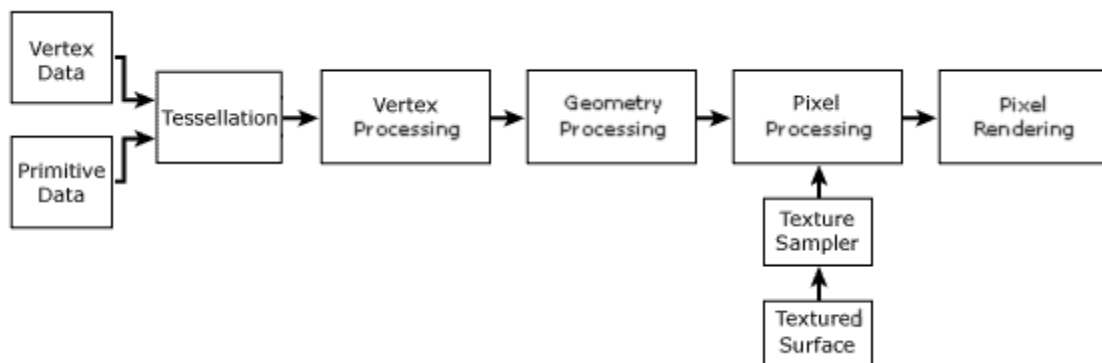 Vertex
Data
Primitive
Data
Tessellation
Vertex
Processing
Geometry
Processing
Pixel
Processing
Pixel
Rendering
Texture
Sampler
Textured
Surface